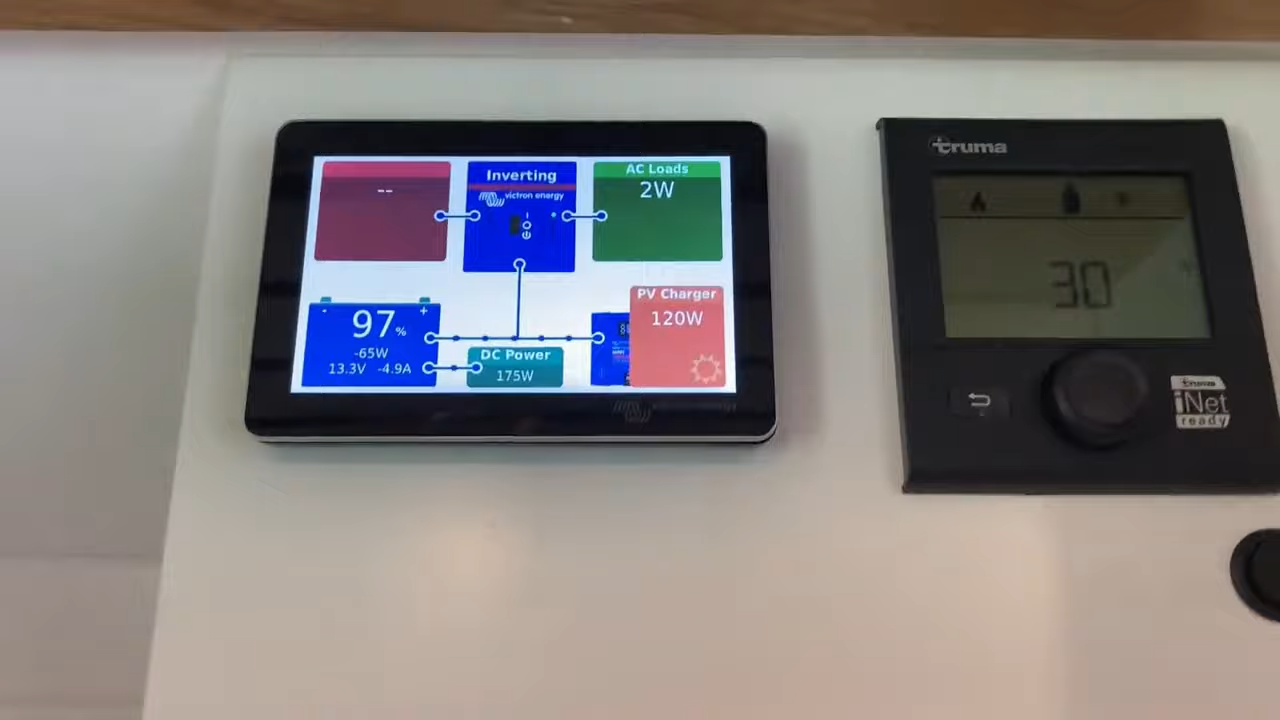 --
Inverting
victron energy
AC Loads
2W
97%
-65W
13.3V -4.9A
- +
DC Power
175W
PV Charger
120W
truma
30
truma
iNet
ready